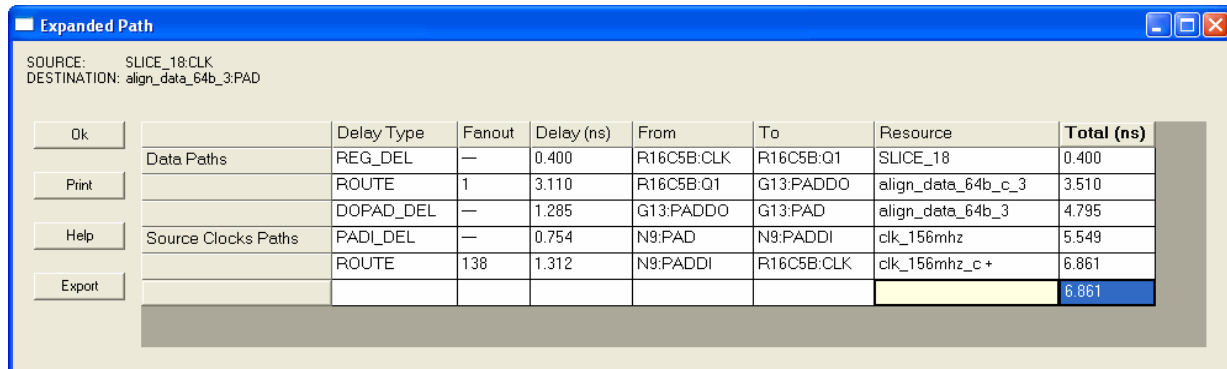 Expanded Path
SOURCE: SLICE_18:CLK
DESTINATION: align_data_64b_3:PAD
Ok
Print
Help
Export
Delay Type Fanout Delay (ns) From To Resource Total (ns)
Data Paths REG_DEL — 0.400 R16C5B:CLK R16C5B:Q1 SLICE_18 0.400
ROUTE 1 3.110 R16C5B:Q1 G13:PADDO align_data_64b_c_3 3.510
DOPAD_DEL — 1.285 G13:PADDO G13:PAD align_data_64b_3 4.795
Source Clocks Paths PADI_DEL — 0.754 N9:PAD N9:PADDI clk_156mhz 5.549
ROUTE 138 1.312 N9:PADDI R16C5B:CLK clk_156mhz_c + 6.861
6.861